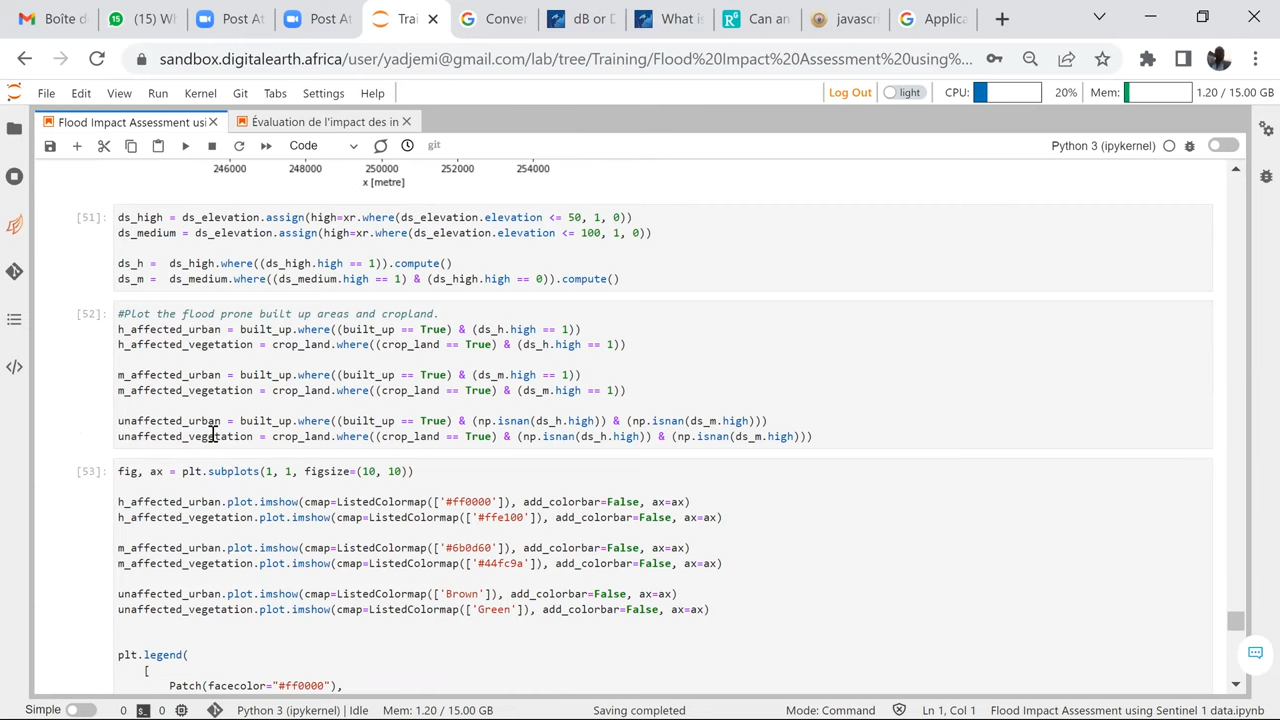 Boîte d
(15) W
Post A
Post A
Trai
Conver
dB or D
What i
Can an
javasc
Applica
sandbox.digitalearth.africa/user/yadjemi@gmail.com/lab/tree/Training/Flood%20Impact%20Assessment%20using%...
File Edit View Run Kernel Git Tabs Settings Help
Log Out light CPU: 20% Mem: 1.20 / 15.00 GB
Flood Impact Assessment usi
Évaluation de l'impact des in
Code git Python 3 (ipykernel)
246000 248000 250000 252000 254000
x [metre]
[51]: ds_high = ds_elevation.assign(high=xr.where(ds_elevation.elevation <= 50, 1, 0))
ds_medium = ds_elevation.assign(high=xr.where(ds_elevation.elevation <= 100, 1, 0))
ds_h = ds_high.where((ds_high.high == 1)).compute()
ds_m = ds_medium.where((ds_medium.high == 1) & (ds_high.high == 0)).compute()
[52]: #Plot the flood prone built up areas and cropland.
h_affected_urban = built_up.where((built_up == True) & (ds_h.high == 1))
h_affected_vegetation = crop_land.where((crop_land == True) & (ds_h.high == 1))
m_affected_urban = built_up.where((built_up == True) & (ds_m.high == 1))
m_affected_vegetation = crop_land.where((crop_land == True) & (ds_m.high == 1))
unaffected_urban = built_up.where((built_up == True) & (np.isnan(ds_h.high)) & (np.isnan(ds_m.high)))
unaffected_vegetation = crop_land.where((crop_land == True) & (np.isnan(ds_h.high)) & (np.isnan(ds_m.high)))
[53]: fig, ax = plt.subplots(1, 1, figsize=(10, 10))
h_affected_urban.plot.imshow(cmap=ListedColormap(['#ff0000']), add_colorbar=False, ax=ax)
h_affected_vegetation.plot.imshow(cmap=ListedColormap(['#ffe100']), add_colorbar=False, ax=ax)
m_affected_urban.plot.imshow(cmap=ListedColormap(['#6b0d60']), add_colorbar=False, ax=ax)
m_affected_vegetation.plot.imshow(cmap=ListedColormap(['#44fc9a']), add_colorbar=False, ax=ax)
unaffected_urban.plot.imshow(cmap=ListedColormap(['Brown']), add_colorbar=False, ax=ax)
unaffected_vegetation.plot.imshow(cmap=ListedColormap(['Green']), add_colorbar=False, ax=ax)
plt.legend(
[
Patch(facecolor="#ff0000"),
Simple 0 0 Python 3 (ipykernel) | Idle Mem: 1.20 / 15.00 GB Saving completed Mode: Command Ln 1, Col 1 Flood Impact Assessment using Sentinel 1 data.ipynb